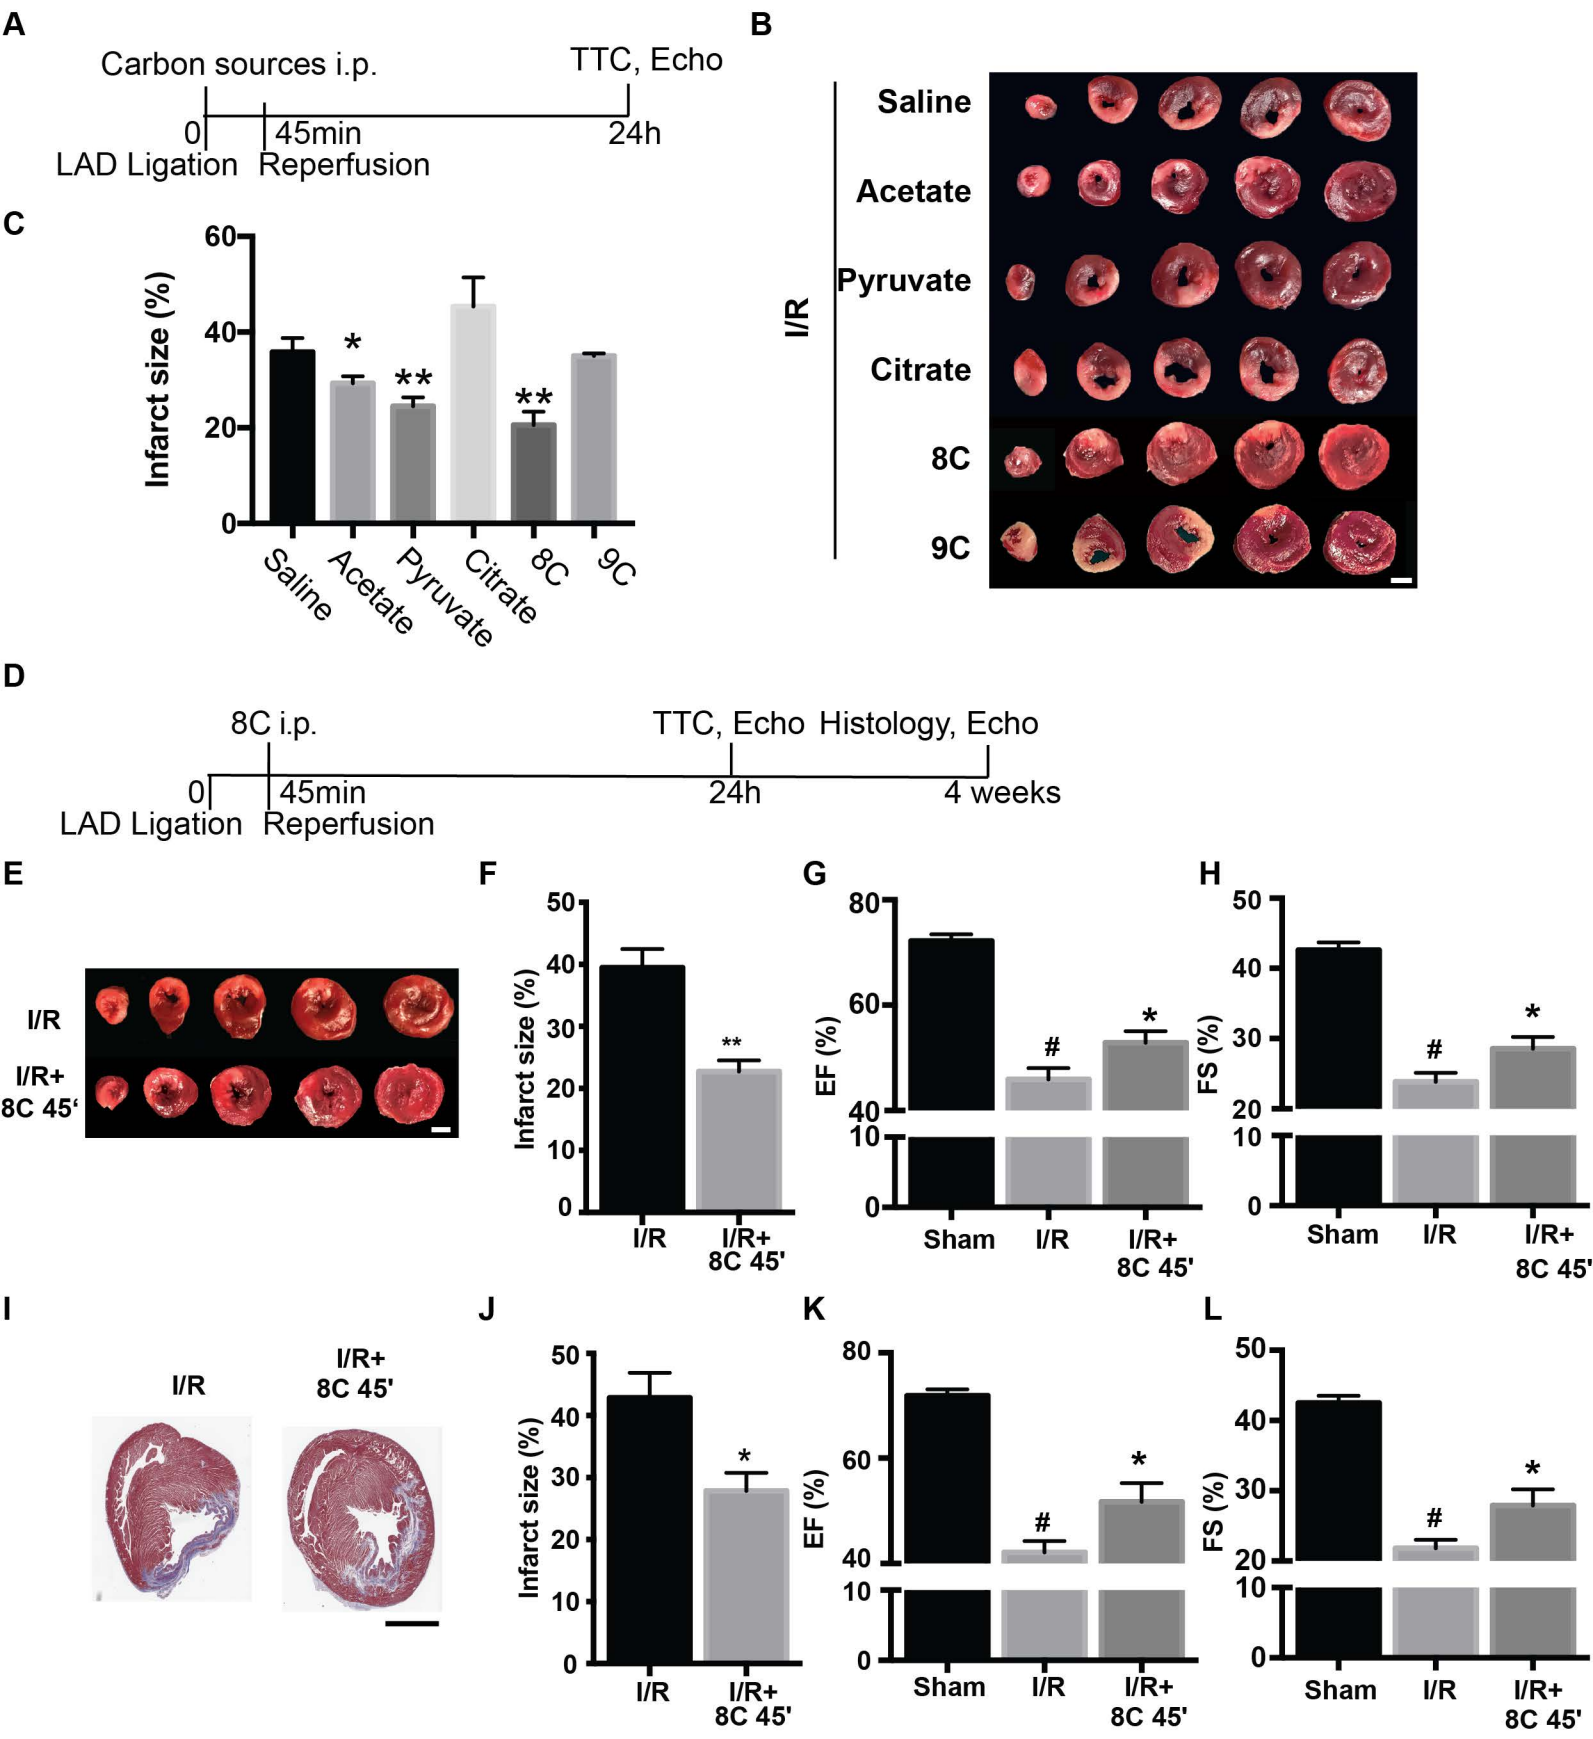 A
Carbon sources i.p.
TTC, Echo
0
45min
24h
LAD Ligation
Reperfusion
B
I/R
Saline
Acetate
Pyruvate
Citrate
8C
9C
C
Infarct size (%)
60
40
20
0
*
**
**
Saline
Acetate
Pyruvate
Citrate
8C
9C
D
8C i.p.
TTC, Echo
Histology, Echo
0
45min
24h
4 weeks
LAD Ligation
Reperfusion
E
I/R
I/R+
8C 45‘
F
Infarct size (%)
50
40
30
20
10
0
**
I/R
I/R+
8C 45'
G
EF (%)
80
60
40
10
0
#
*
Sham
I/R
I/R+
8C 45'
H
FS (%)
50
40
30
20
10
0
#
*
Sham
I/R
I/R+
8C 45'
I
I/R
I/R+
8C 45'
J
Infarct size (%)
50
40
30
20
10
0
*
I/R
I/R+
8C 45'
K
EF (%)
80
60
40
10
0
#
*
Sham
I/R
I/R+
8C 45'
L
FS (%)
50
40
30
20
10
0
#
*
Sham
I/R
I/R+
8C 45'